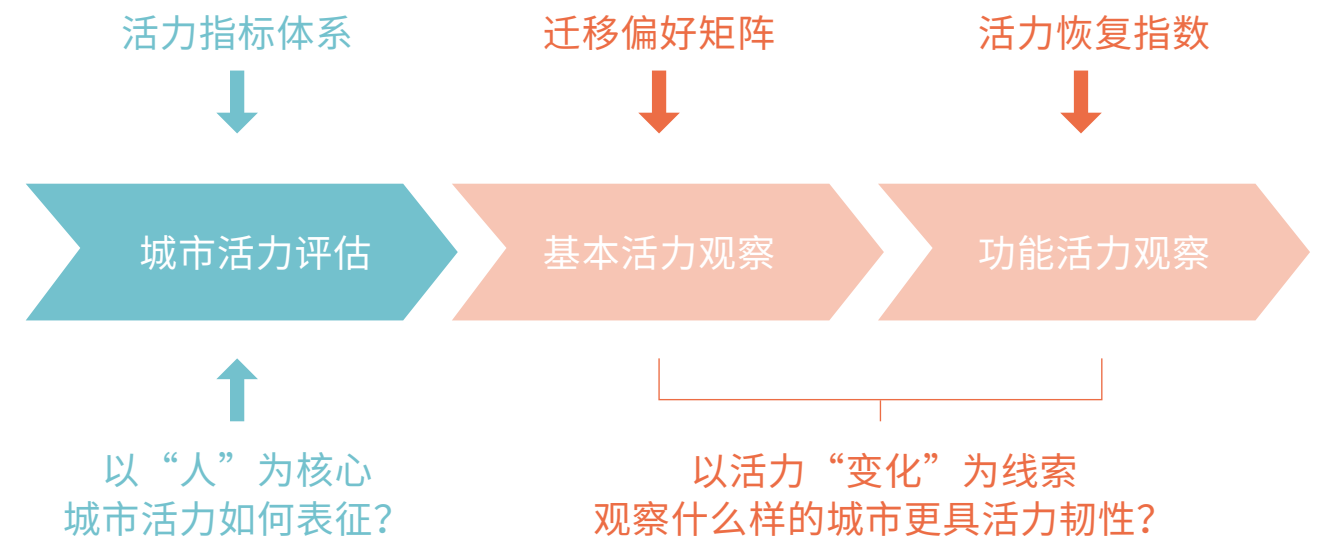 活力指标体系
迁移偏好矩阵
活力恢复指数
城市活力评估
基本活力观察
功能活力观察
以“人”为核心
城市活力如何表征？
以活力“变化”为线索
观察什么样的城市更具活力韧性？